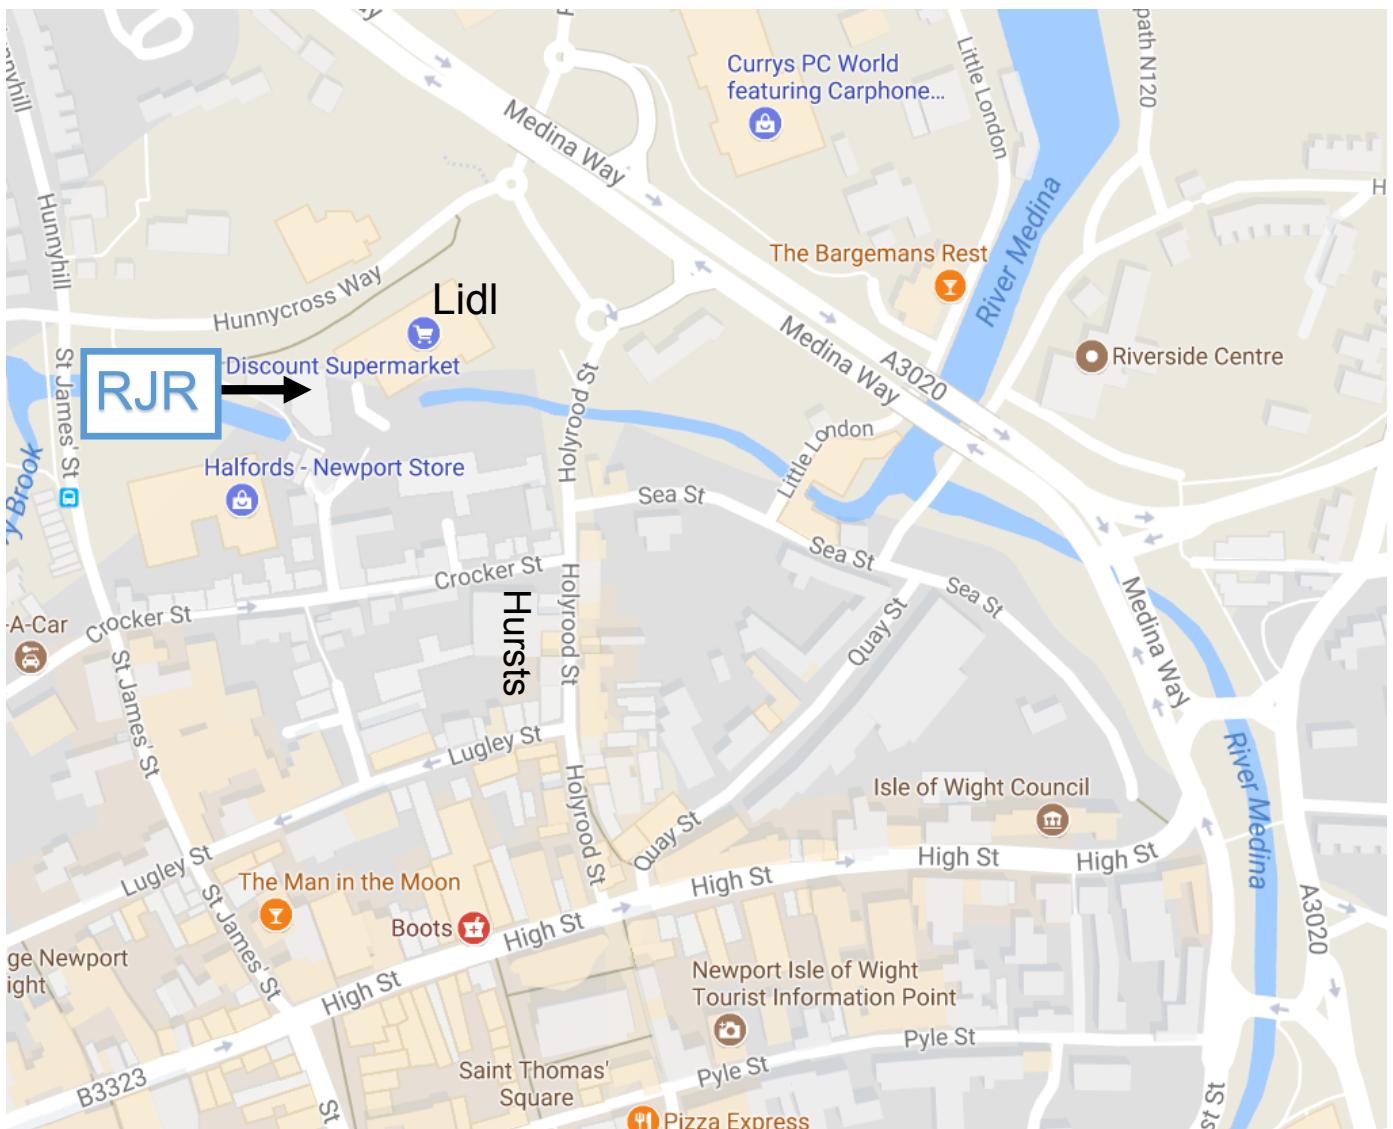 Currys PC World
featuring Carphone...
Little London
path N120
Medina Way
Hunnyhill
Hunnyhill
River Medina
The Bargemans Rest
Hunnycross Way
Lidl
Discount Supermarket
RJR
Medina Way
A3020
Riverside Centre
St James' St
Holyrood St
Little London
Halfords - Newport Store
Sea St
y Brook
Sea St
Sea St
Crocker St
Crocker St
Hursts
Holyrood St
Quay St
Medina Way
-A-Car
St James' St
Lugley St
Holyrood St
River Medina
Isle of Wight Council
Quay St
High St
High St
Lugley St
The Man in the Moon
High St
St James' St
Boots
High St
A3020
ge Newport
ight
High St
Newport Isle of Wight
Tourist Information Point
Pyle St
Pyle St
Saint Thomas'
Square
B3323
St
st St
Pizza Express